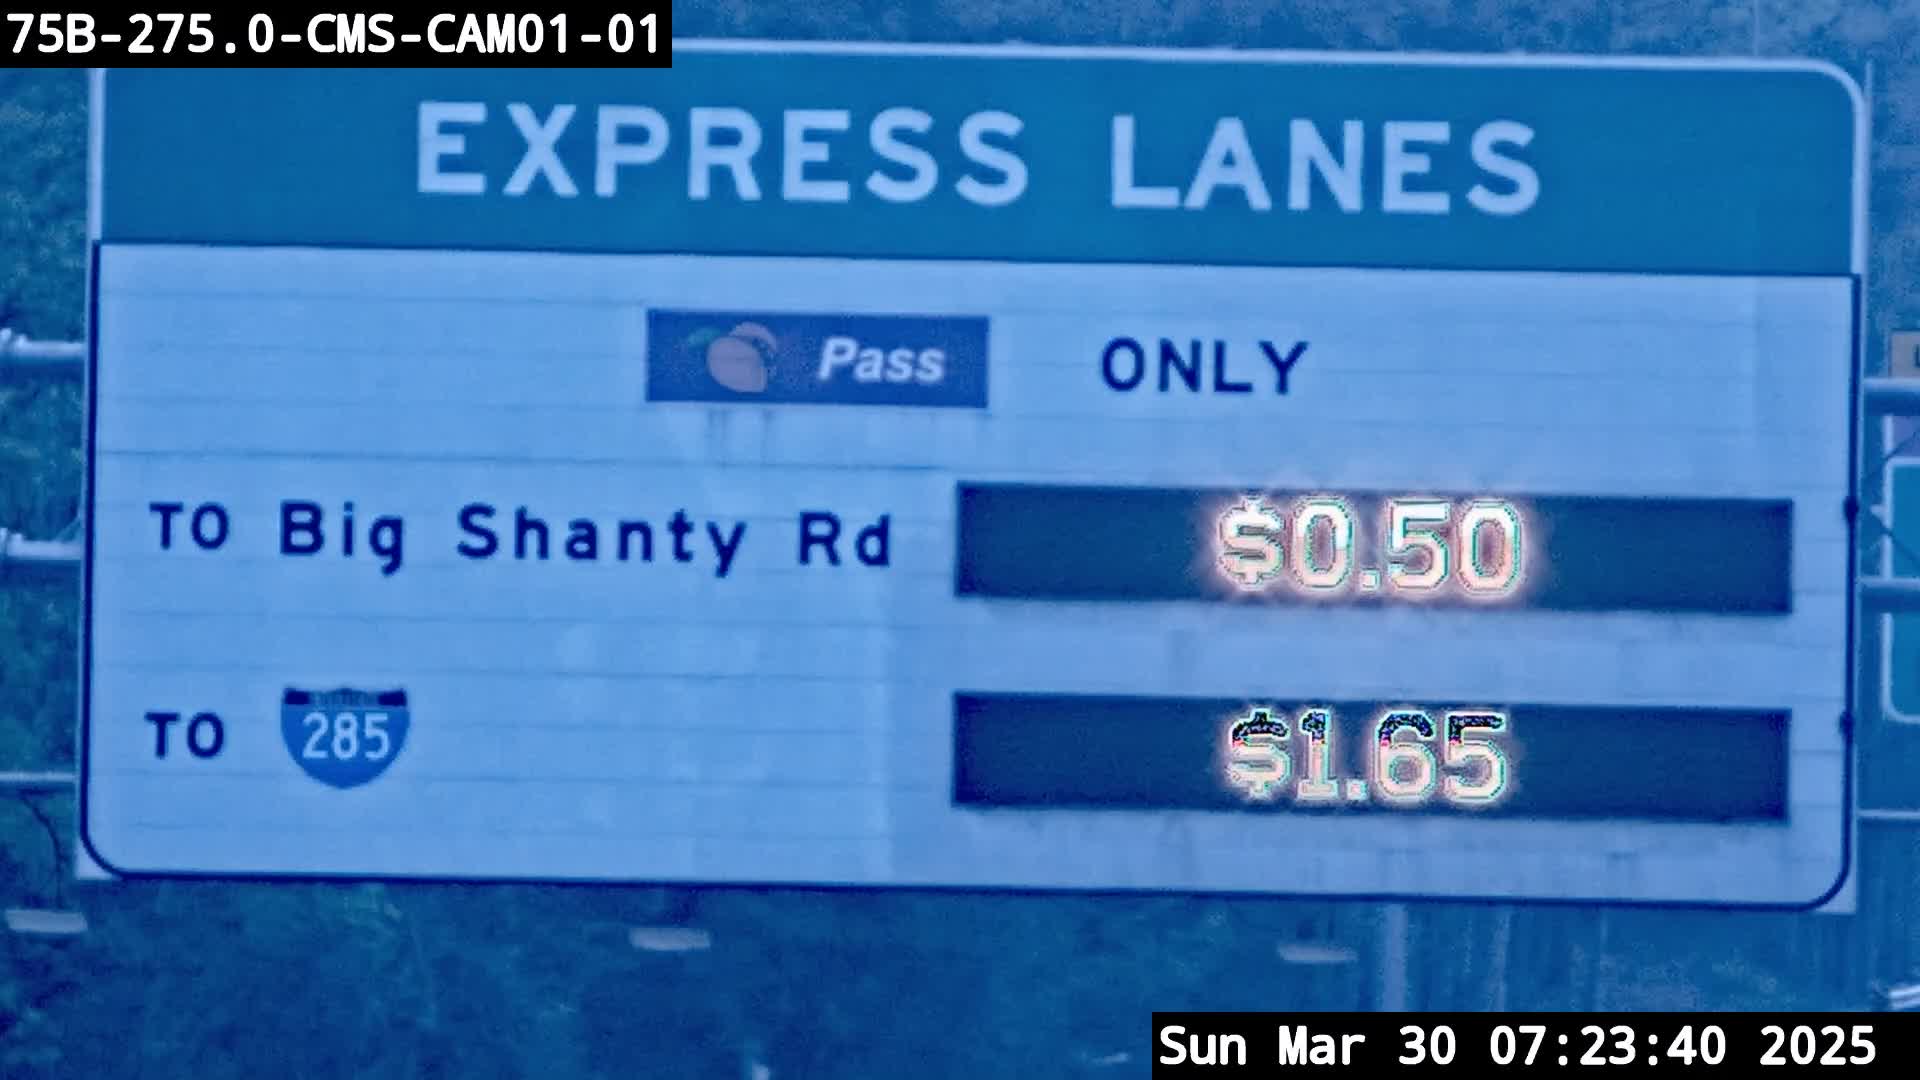 75B-275.0-CMS-CAM01-01
EXPRESS LANES
Pass ONLY
TO Big Shanty Rd $0.50
TO 285 $1.65
Sun Mar 30 07:23:40 2025